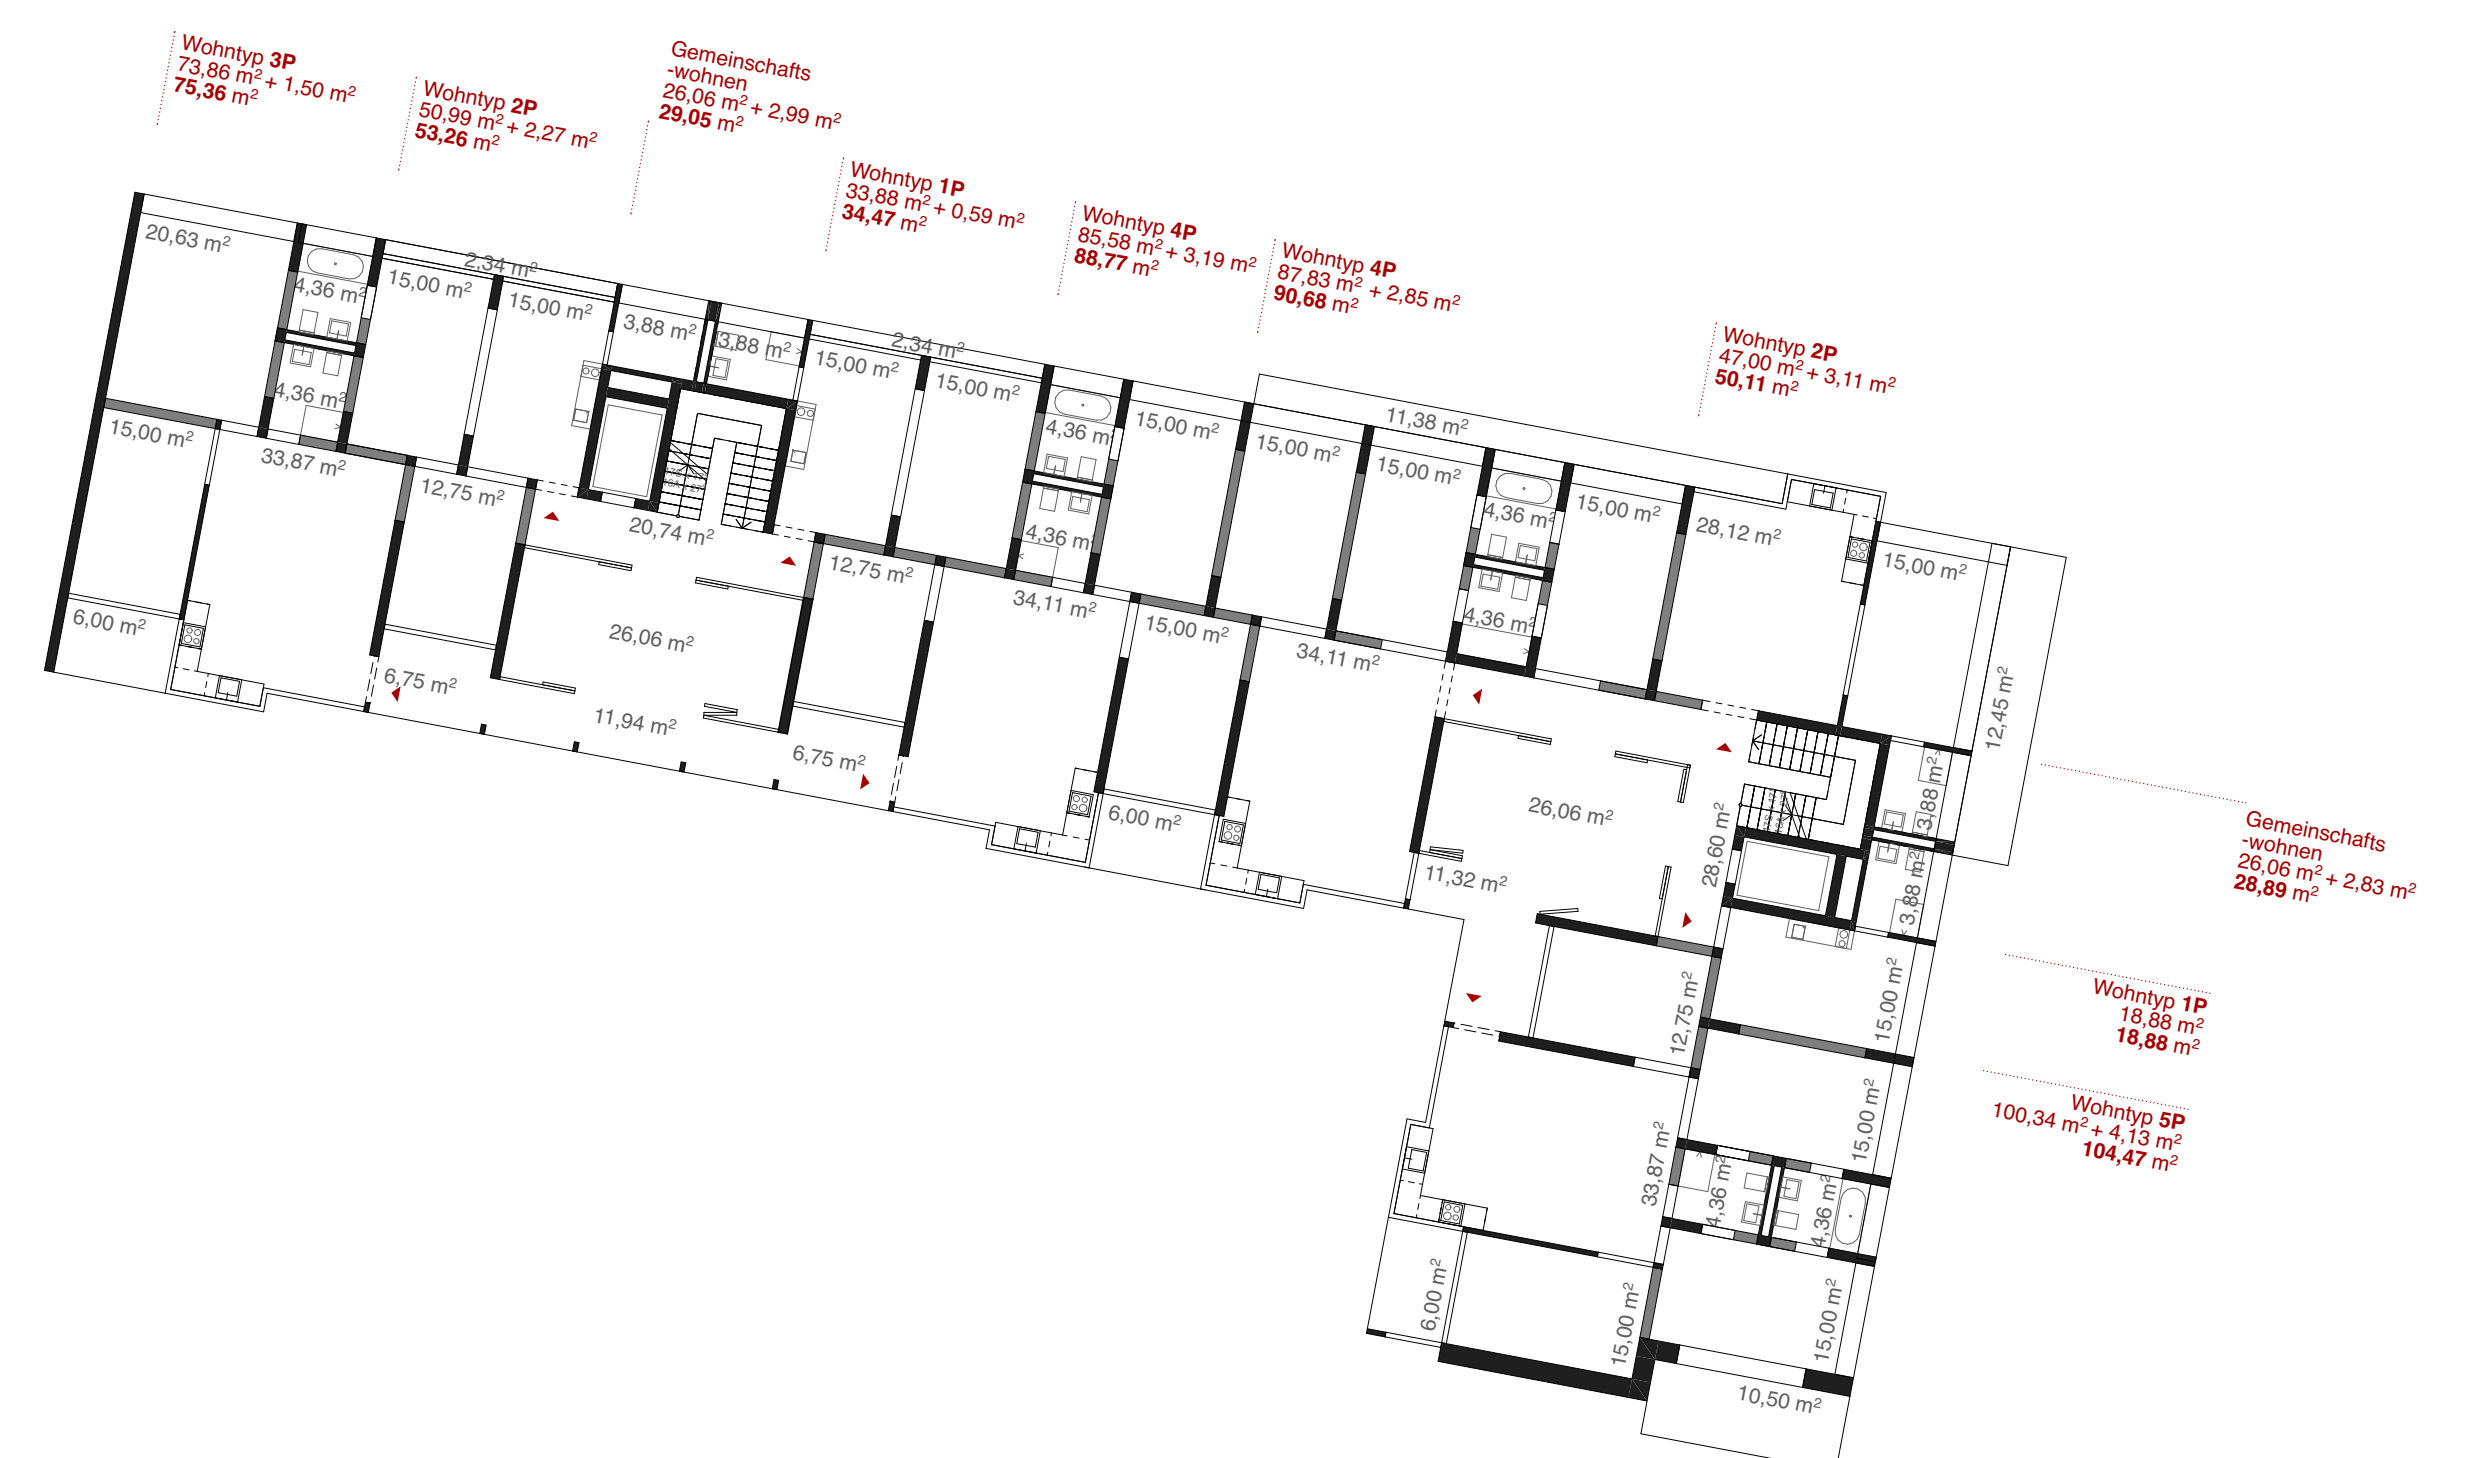 Wohntyp 3P
73,86 m² + 1,50 m²
75,36 m²
Wohntyp 2P
50,99 m² + 2,27 m²
53,26 m²
Gemeinschafts
-wohnen
26,06 m² + 2,99 m²
29,05 m²
Wohntyp 1P
33,88 m² + 0,59 m²
34,47 m²
Wohntyp 4P
85,58 m² + 3,19 m²
88,77 m²
Wohntyp 4P
87,83 m² + 2,85 m²
90,68 m²
Wohntyp 2P
47,00 m² + 3,11 m²
50,11 m²
20,63 m²
4,36 m²
15,00 m²
2,34 m²
15,00 m²
3,88 m²
3,88 m²
15,00 m²
2,34 m²
15,00 m²
4,36 m²
15,00 m²
15,00 m²
11,38 m²
15,00 m²
4,36 m²
15,00 m²
28,12 m²
15,00 m²
12,45 m²
4,36 m²
15,00 m²
33,87 m²
12,75 m²
20,74 m²
12,75 m²
4,36 m²
34,11 m²
15,00 m²
34,11 m²
4,36 m²
6,00 m²
6,75 m²
26,06 m²
11,94 m²
6,75 m²
6,00 m²
11,32 m²
26,06 m²
28,60 m²
3,88 m²
3,88 m²
Gemeinschafts
-wohnen
26,06 m² + 2,83 m²
28,89 m²
12,75 m²
15,00 m²
Wohntyp 1P
18,88 m²
18,88 m²
15,00 m²
Wohntyp 5P
100,34 m² + 4,13 m²
104,47 m²
33,87 m²
4,36 m²
4,36 m²
6,00 m²
15,00 m²
15,00 m²
10,50 m²